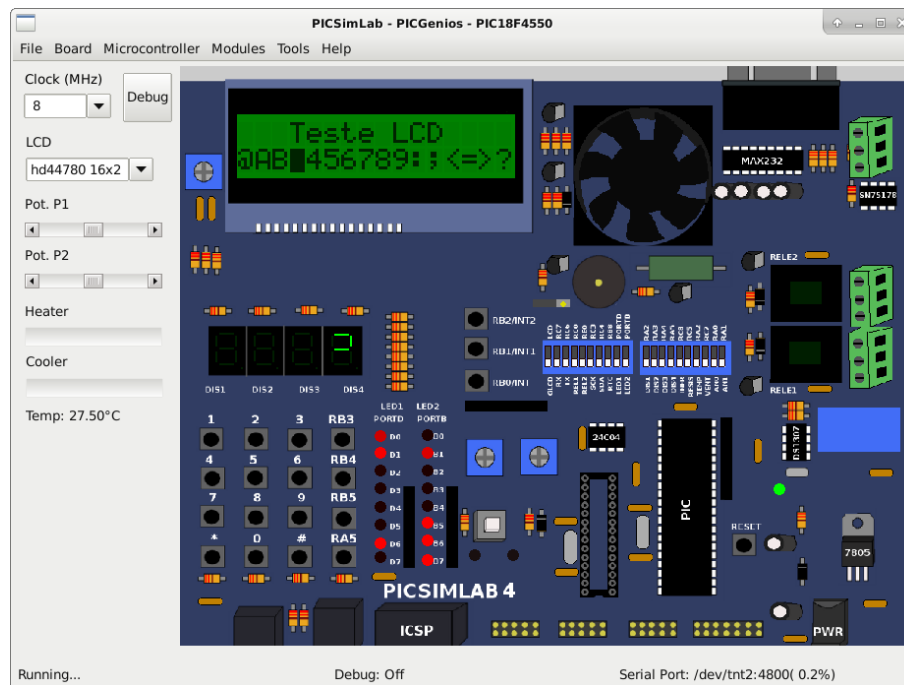 PICSimLab - PICGenios - PIC18F4550
File Board Microcontroller Modules Tools Help
Clock (MHz)
8
Debug
LCD
hd44780 16x2
Pot. P1
Pot. P2
Heater
Cooler
Temp: 27.50°C
Teste LCD
@AB█456789:;<=>?
MAX232
SN75178
RELE2
RELE1
RB2/INT2
RB1/INT1
RB0/INT
DIS1 DIS2 DIS3 DIS4
LED1 LED2
PORTD PORTB
1 2 3 RB3
4 5 6 RB4
7 8 9 RB5
* 0 # RA5
D0 B0
D1 B1
D2 B2
D3 B3
D4 B4
D5 B5
D6 B6
D7 B7
24C04
DS1307
PIC
RESET
7805
PICSIMLAB 4
ICSP
PWR
Running...
Debug: Off
Serial Port: /dev/tnt2:4800( 0.2%)